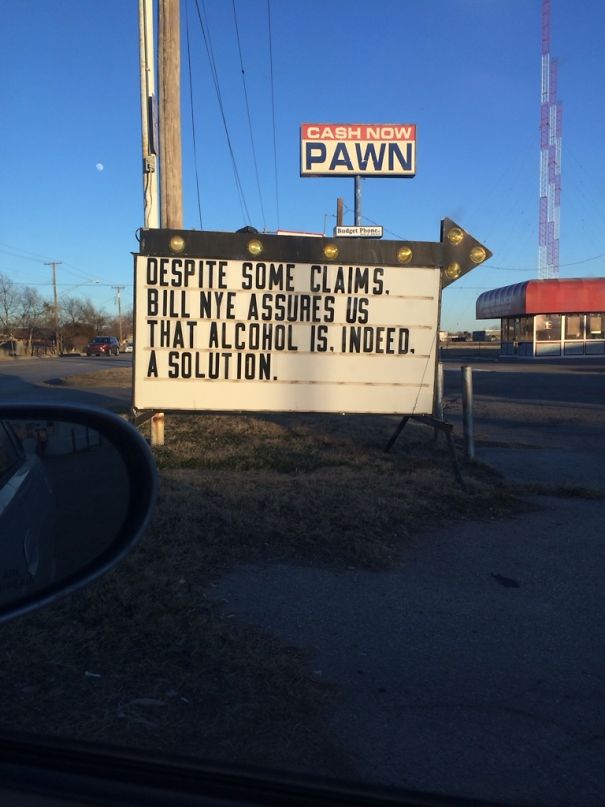 CASH NOW
PAWN
Budget Phone
DESPITE SOME CLAIMS,
BILL NYE ASSURES US
THAT ALCOHOL IS, INDEED,
A SOLUTION.